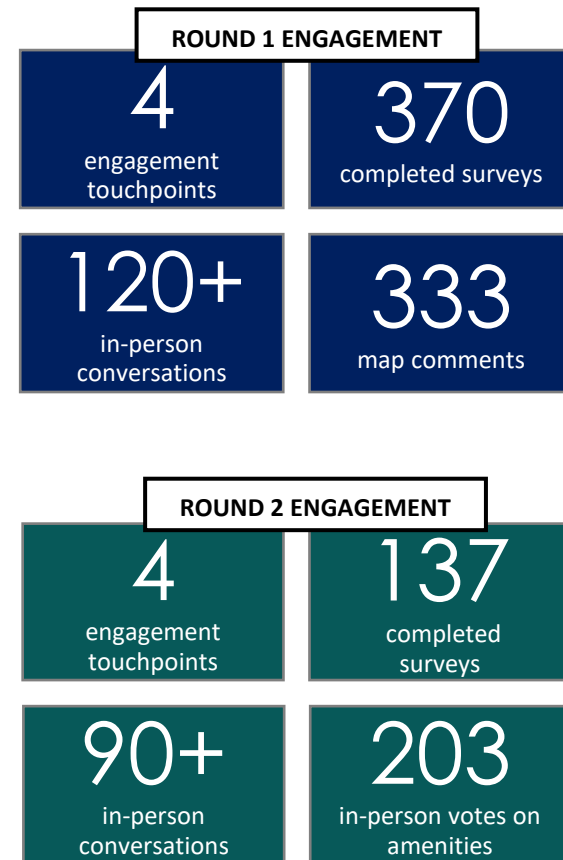 ROUND 1 ENGAGEMENT
4
engagement
touchpoints
370
completed surveys
120+
in-person
conversations
333
map comments
ROUND 2 ENGAGEMENT
4
engagement
touchpoints
137
completed
surveys
90+
in-person
conversations
203
in-person votes on
amenities